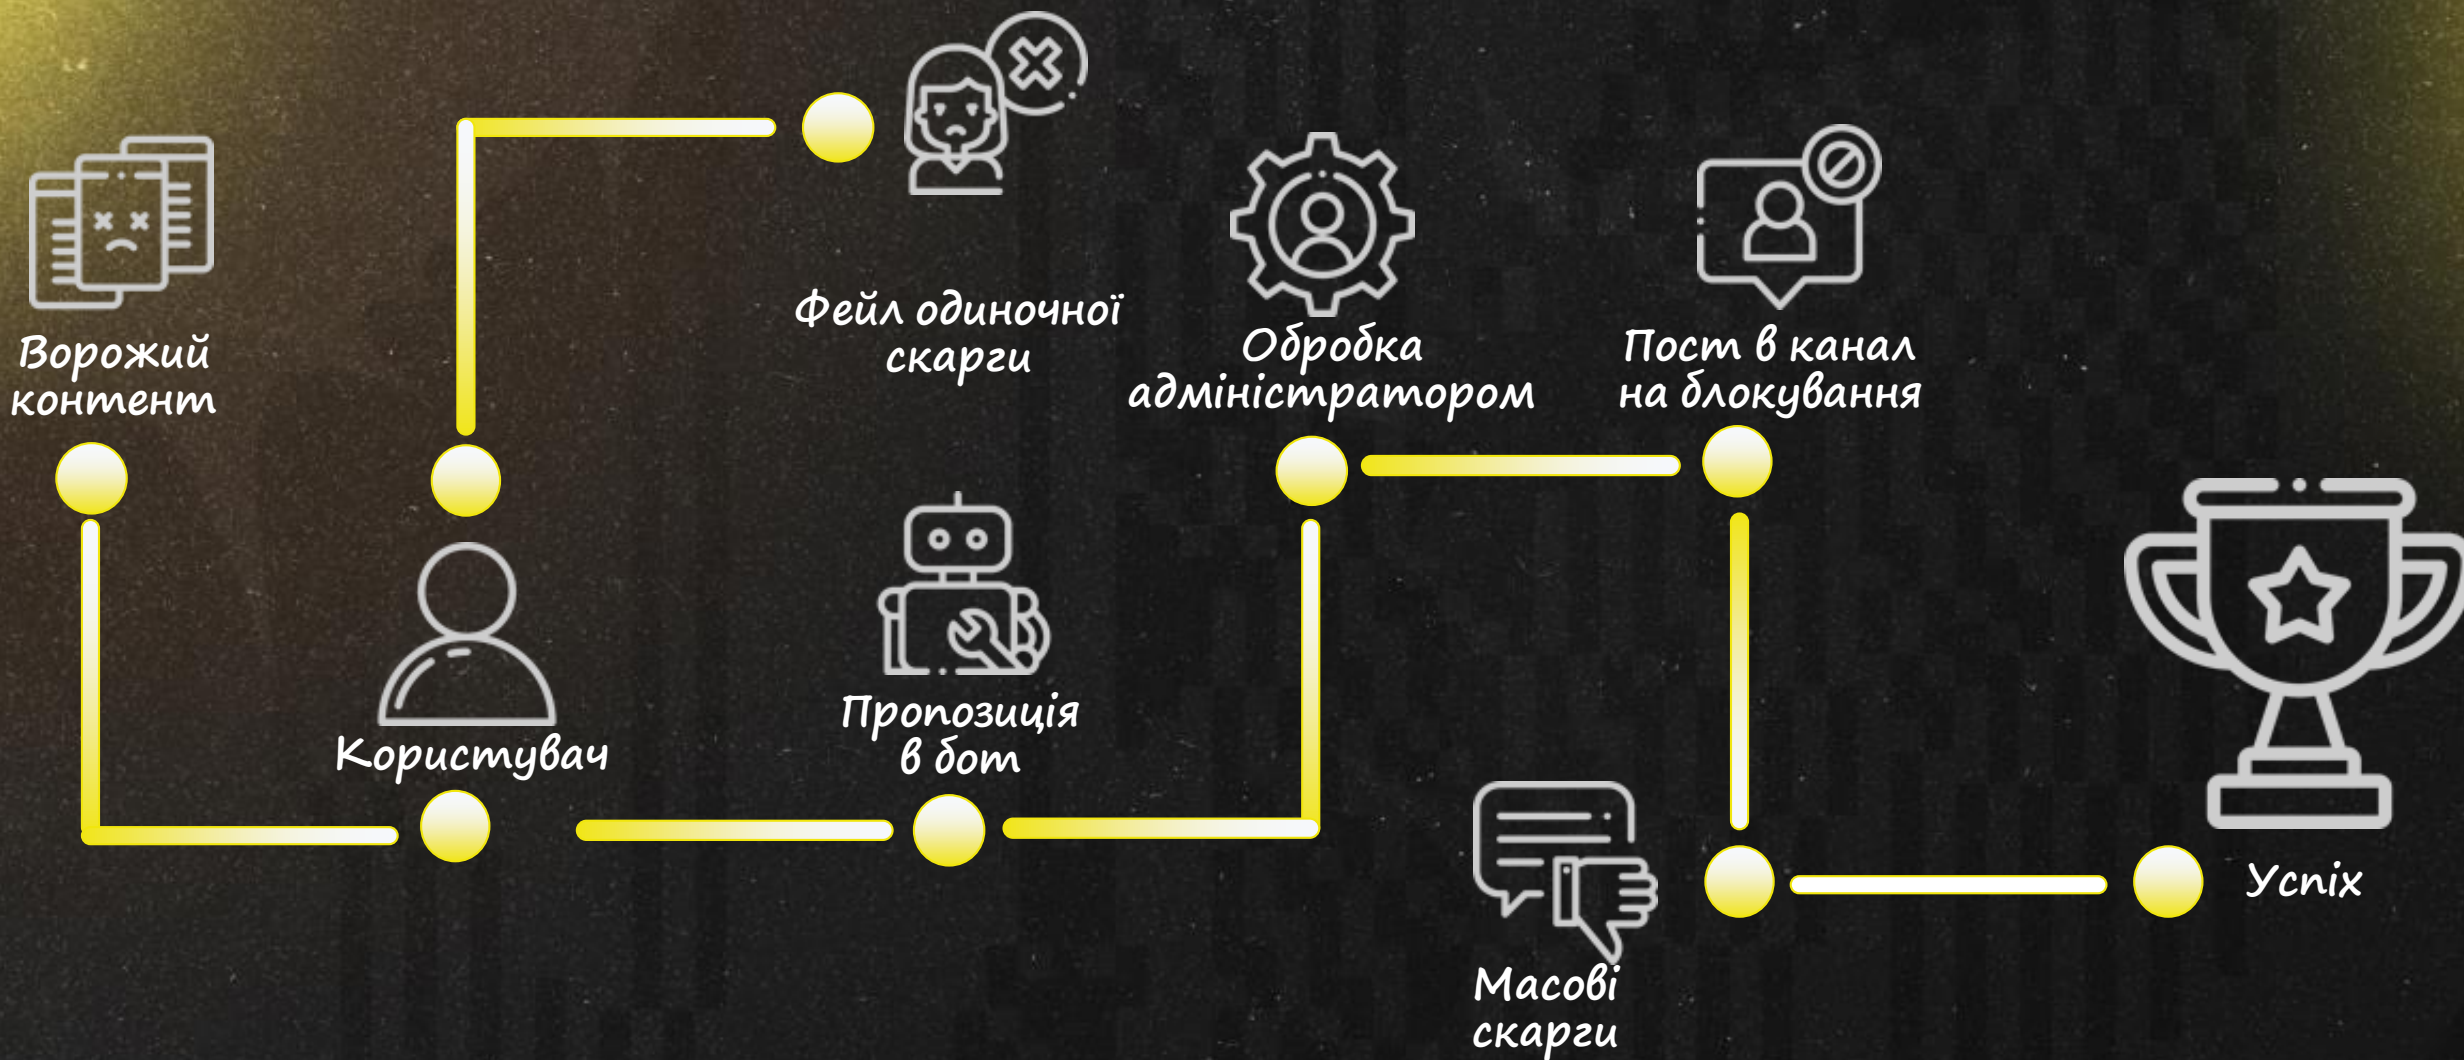 Ворожий
контент
Користувач
Фейл одиночної
скарги
Пропозиція
в бот
Обробка
адміністратором
Пост в канал
на блокування
Масові
скарги
Успіх